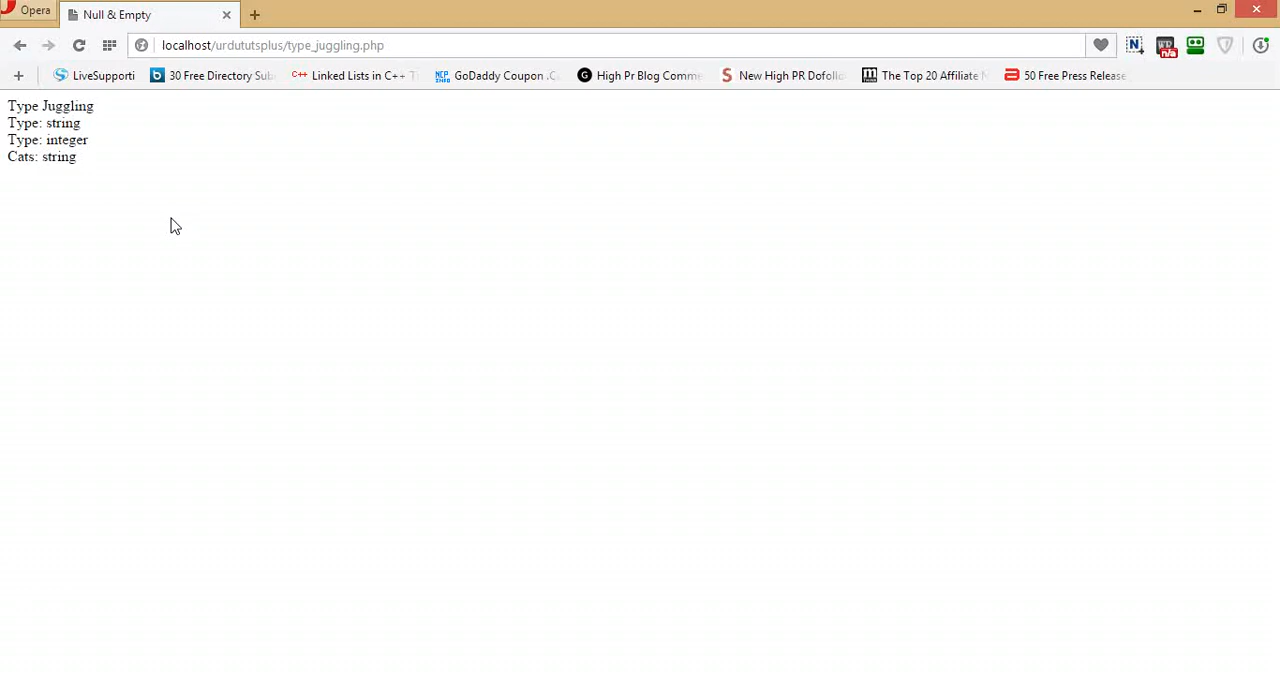 Opera
Null & Empty
localhost/urdututsplus/type_juggling.php
LiveSupporti
30 Free Directory Sub
C++ Linked Lists in C++
GoDaddy Coupon
High Pr Blog Comme
New High PR Dofollo
The Top 20 Affiliate
50 Free Press Release
n/a
Type Juggling
Type: string
Type: integer
Cats: string